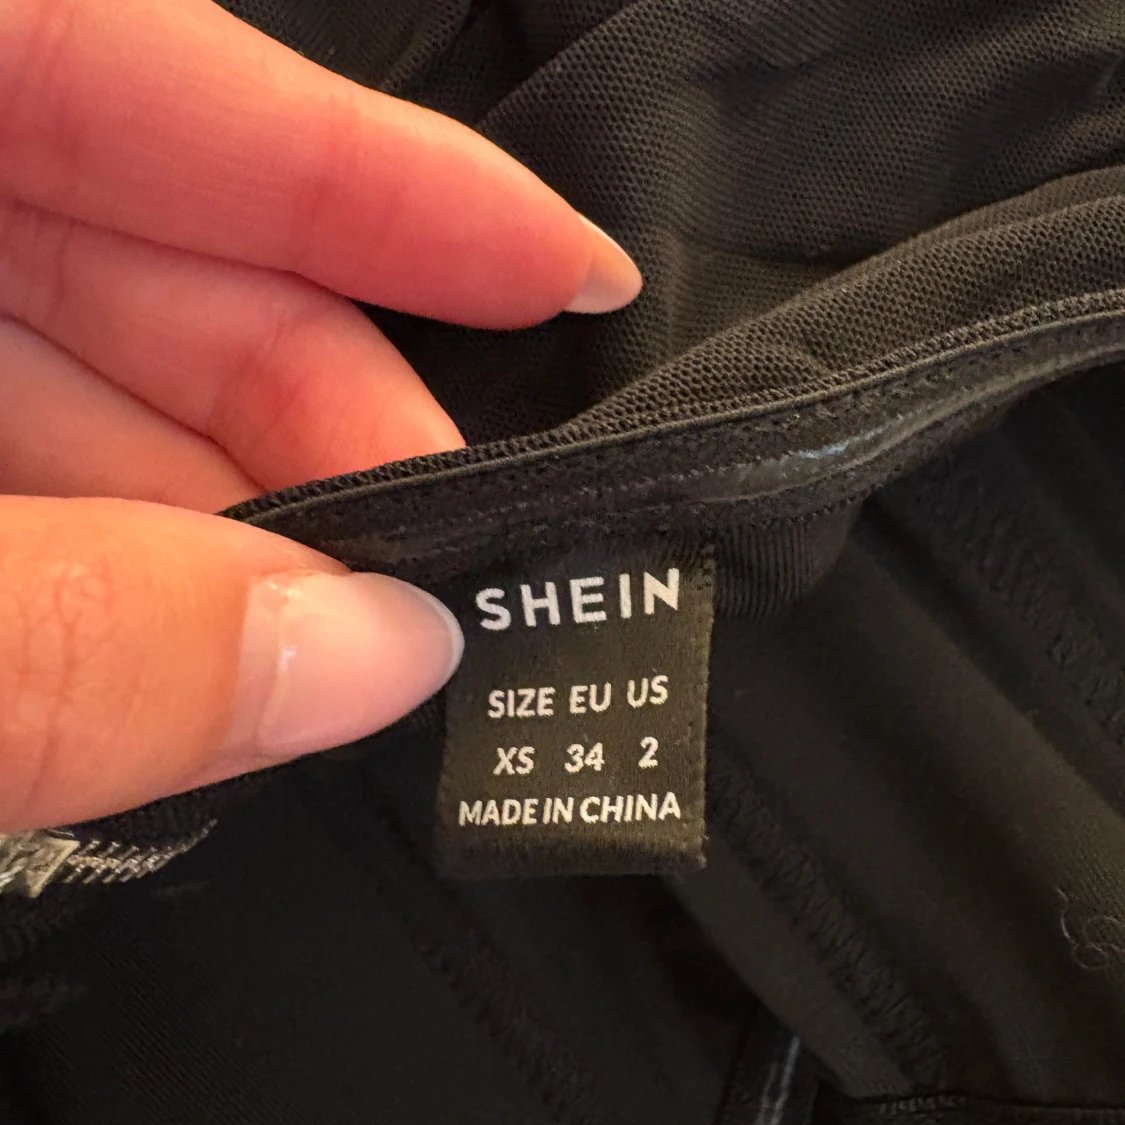 SHEIN
SIZE EU US
XS 34 2
MADE IN CHINA